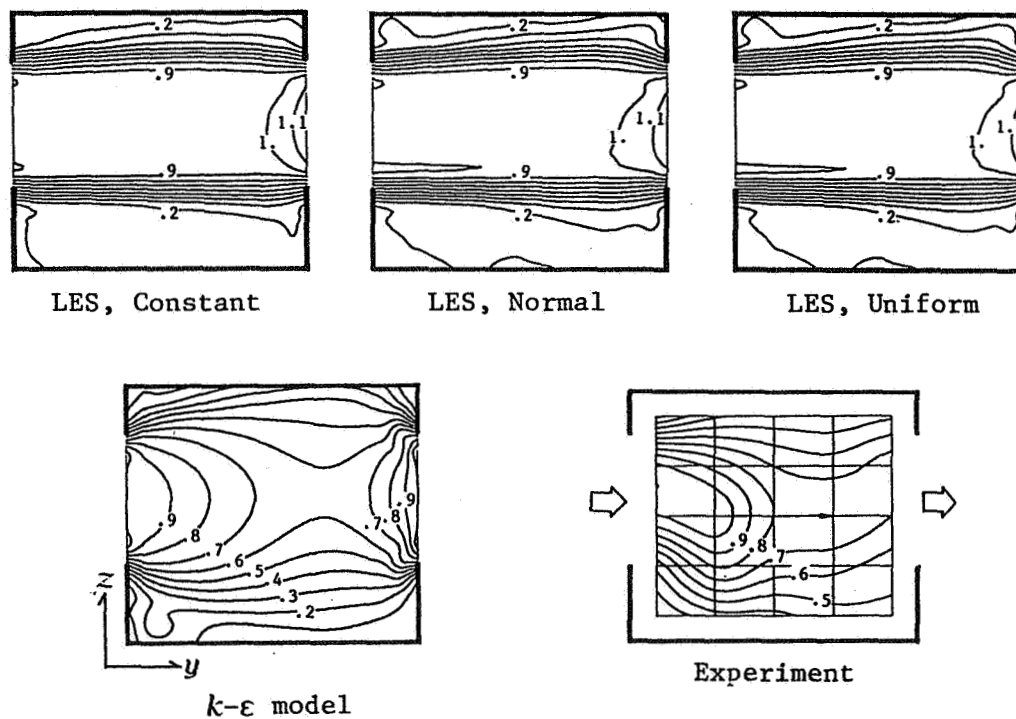 .2 .2 .2
.9 .9 .9
1. 1.1 1. 1.1 1. 1.1
.9 .9 .9
.2 .2 .2
LES, Constant LES, Normal LES, Uniform
.9 .8 .7 .6 .5 .4 .3 .2 .7 .8 .9
.9 .8 .7 .6 .5
z
y
k-ε model
Experiment